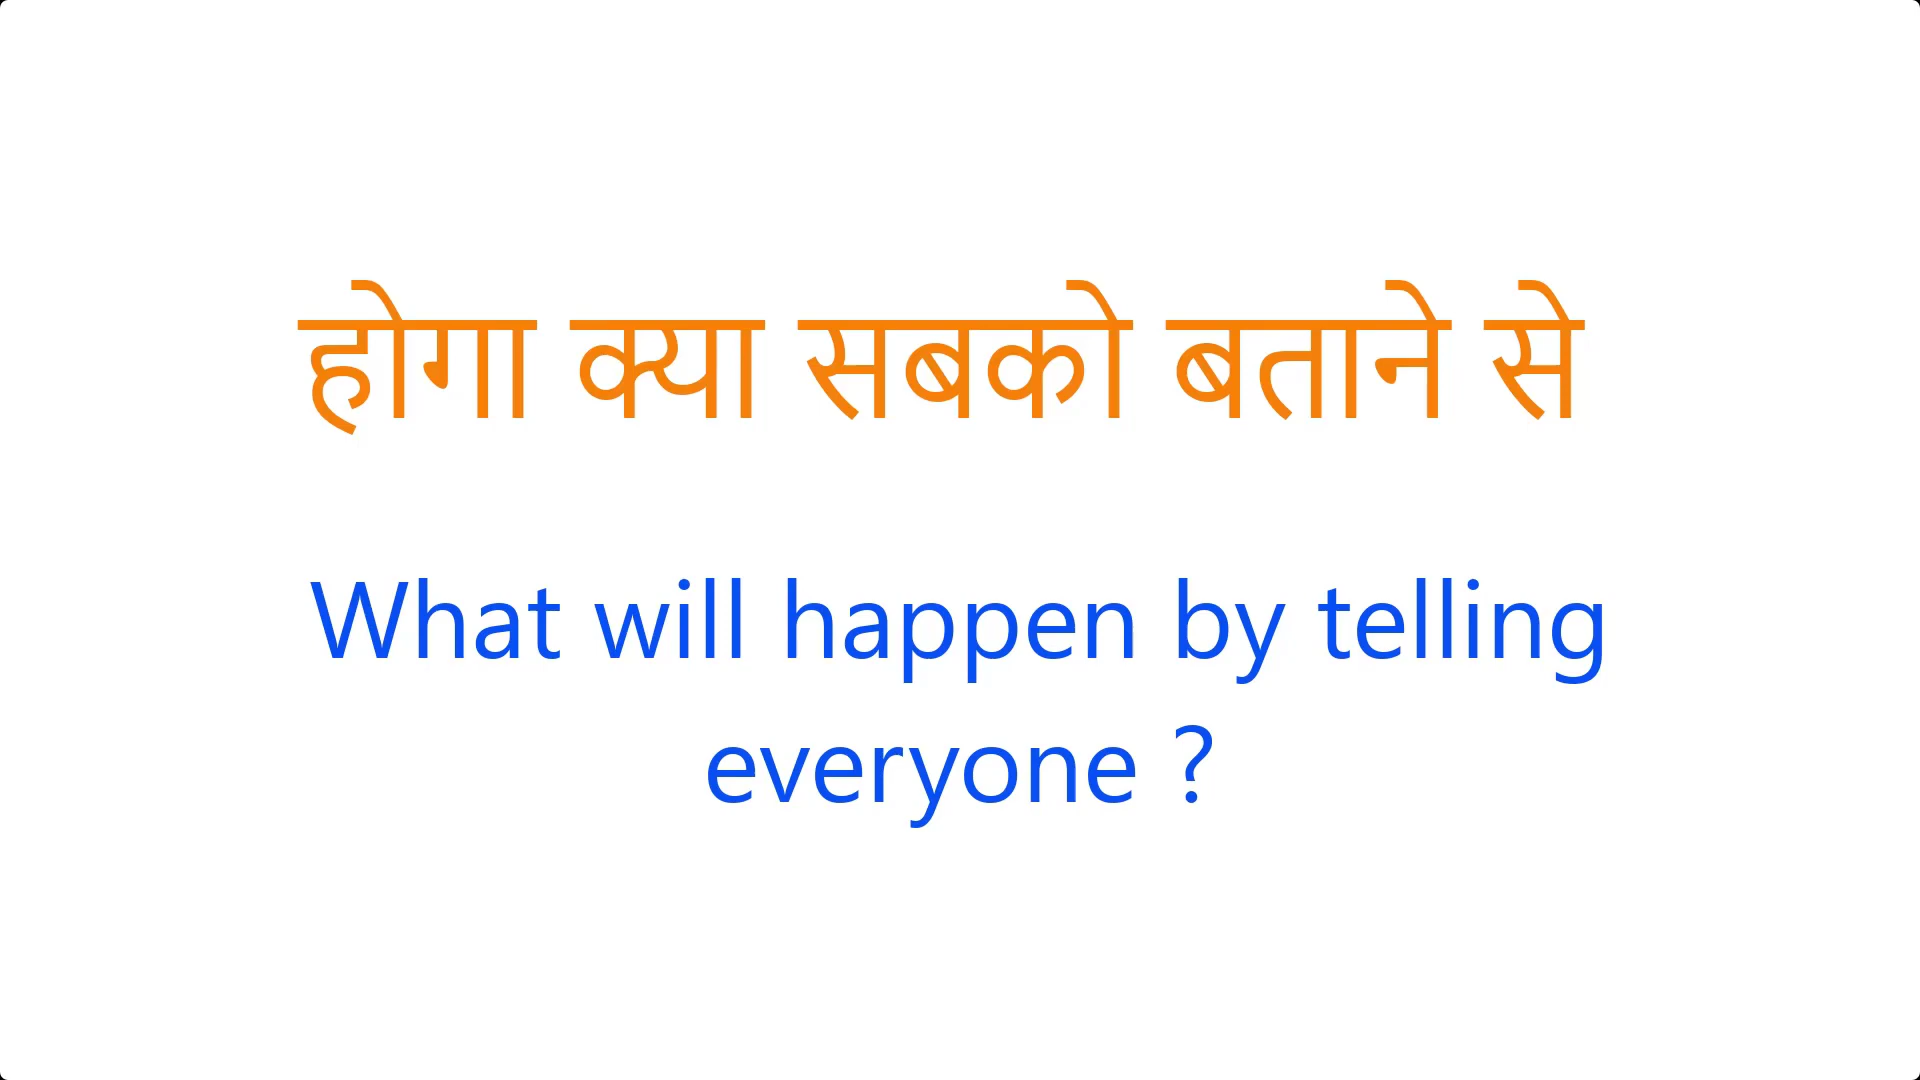 होगा क्या सबको बताने से
What will happen by telling
everyone ?